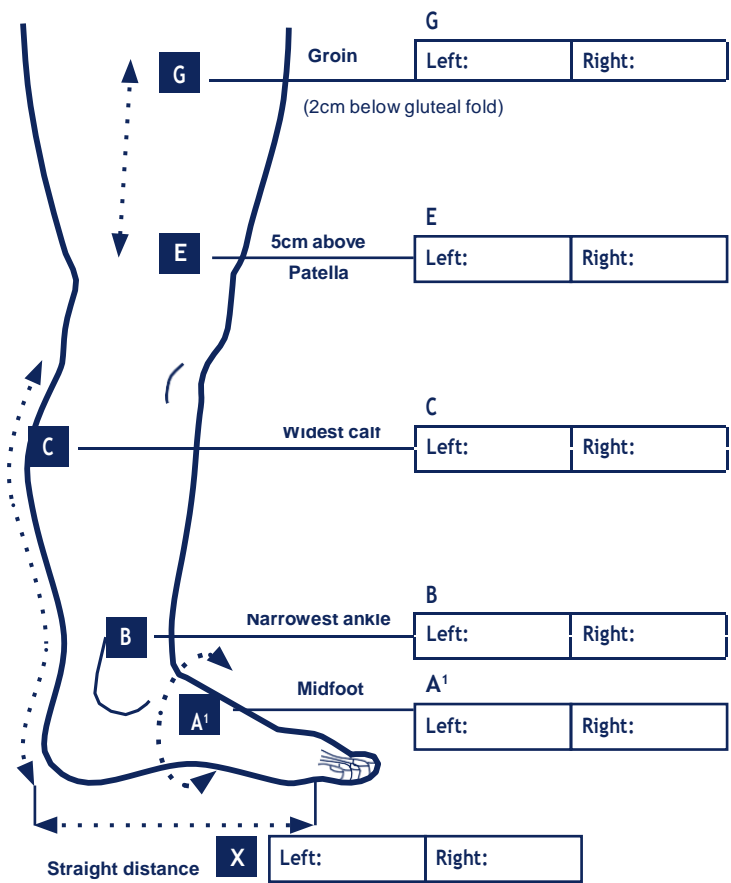 G
G Groin Left: Right:
(2cm below gluteal fold)
E
E 5cm above Left: Right:
Patella
C
C Widest calf Left: Right:
B
B Narrowest ankle Left: Right:
Midfoot A¹
A¹ Left: Right:
Straight distance X Left: Right: